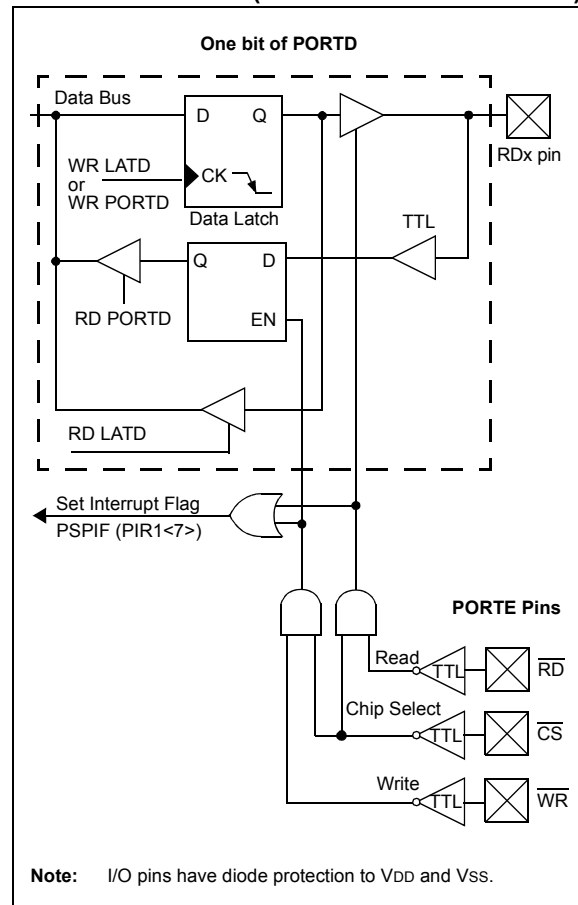 One bit of PORTD
Data Bus
D Q
RDx pin
WR LATD
or
WR PORTD
CK
Data Latch
TTL
Q D
RD PORTD
EN
RD LATD
Set Interrupt Flag
PSPIF (PIR1<7>)
PORTE Pins
Read
TTL
RD
Chip Select
TTL
CS
Write
TTL
WR
Note: I/O pins have diode protection to VDD and VSS.